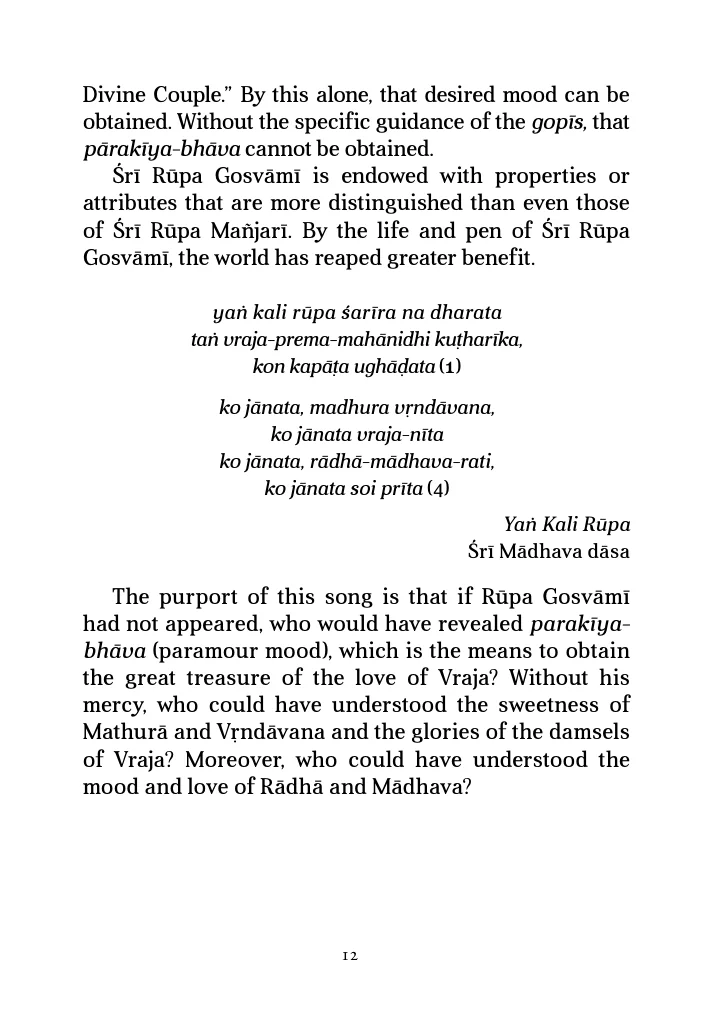 Divine Couple.” By this alone, that desired mood can be
obtained. Without the specific guidance of the gopīs, that
pārakīya-bhāva cannot be obtained.
Śrī Rūpa Gosvāmī is endowed with properties or
attributes that are more distinguished than even those
of Śrī Rūpa Mañjarī. By the life and pen of Śrī Rūpa
Gosvāmī, the world has reaped greater benefit.
yaṅ kali rūpa śarīra na dharata
taṅ vraja-prema-mahānidhi kuṭharīka,
kon kapāṭa ughāḍata (1)
ko jānata, madhura vṛndāvana,
ko jānata vraja-nīta
ko jānata, rādhā-mādhava-rati,
ko jānata soi prīta (4)
Yaṅ Kali Rūpa
Śrī Mādhava dāsa
The purport of this song is that if Rūpa Gosvāmī
had not appeared, who would have revealed parakīya-
bhāva (paramour mood), which is the means to obtain
the great treasure of the love of Vraja? Without his
mercy, who could have understood the sweetness of
Mathurā and Vṛndāvana and the glories of the damsels
of Vraja? Moreover, who could have understood the
mood and love of Rādhā and Mādhava?
12